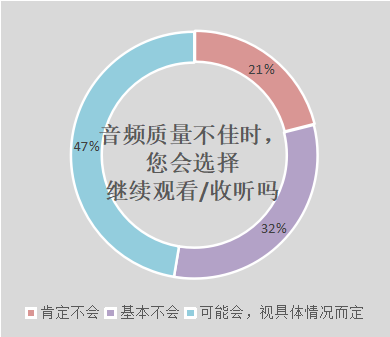 21%
音频质量不佳时，
47%
您会选择
继续观看/收听吗
32%
肯定不会 基本不会 可能会，视具体情况而定